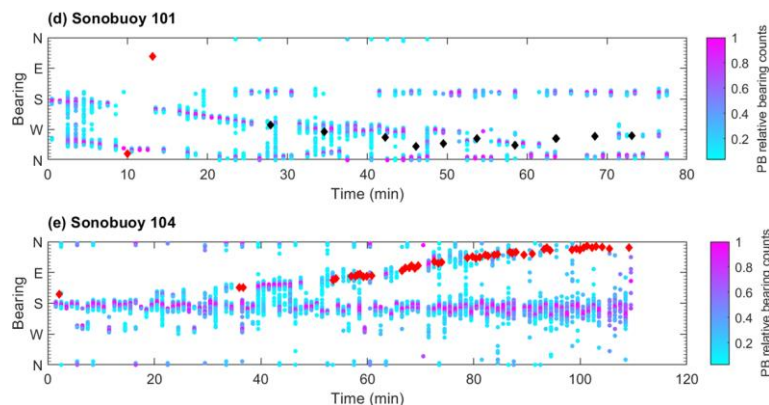 (d) Sonobuoy 101
N
E
S
W
N
Bearing
0 10 20 30 40 50 60 70 80
Time (min)
1
0.8
0.6
0.4
0.2
PB relative bearing counts
(e) Sonobuoy 104
N
E
S
W
N
Bearing
0 20 40 60 80 100 120
Time (min)
1
0.8
0.6
0.4
0.2
PB relative bearing counts